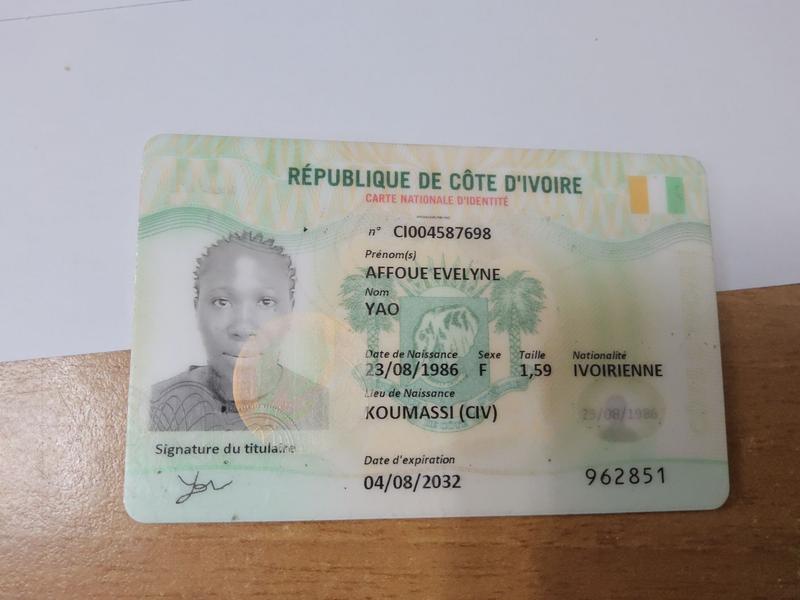 RÉPUBLIQUE DE CÔTE D'IVOIRE
CARTE NATIONALE D'IDENTITÉ
n° CI004587698
Prénom(s)
AFFOUE EVELYNE
Nom
YAO
Date de Naissance Sexe Taille Nationalité
23/08/1986 F 1,59 IVOIRIENNE
Lieu de Naissance
KOUMASSI (CIV)
23/08/1986
Signature du titulaire
Date d'expiration
04/08/2032
962851